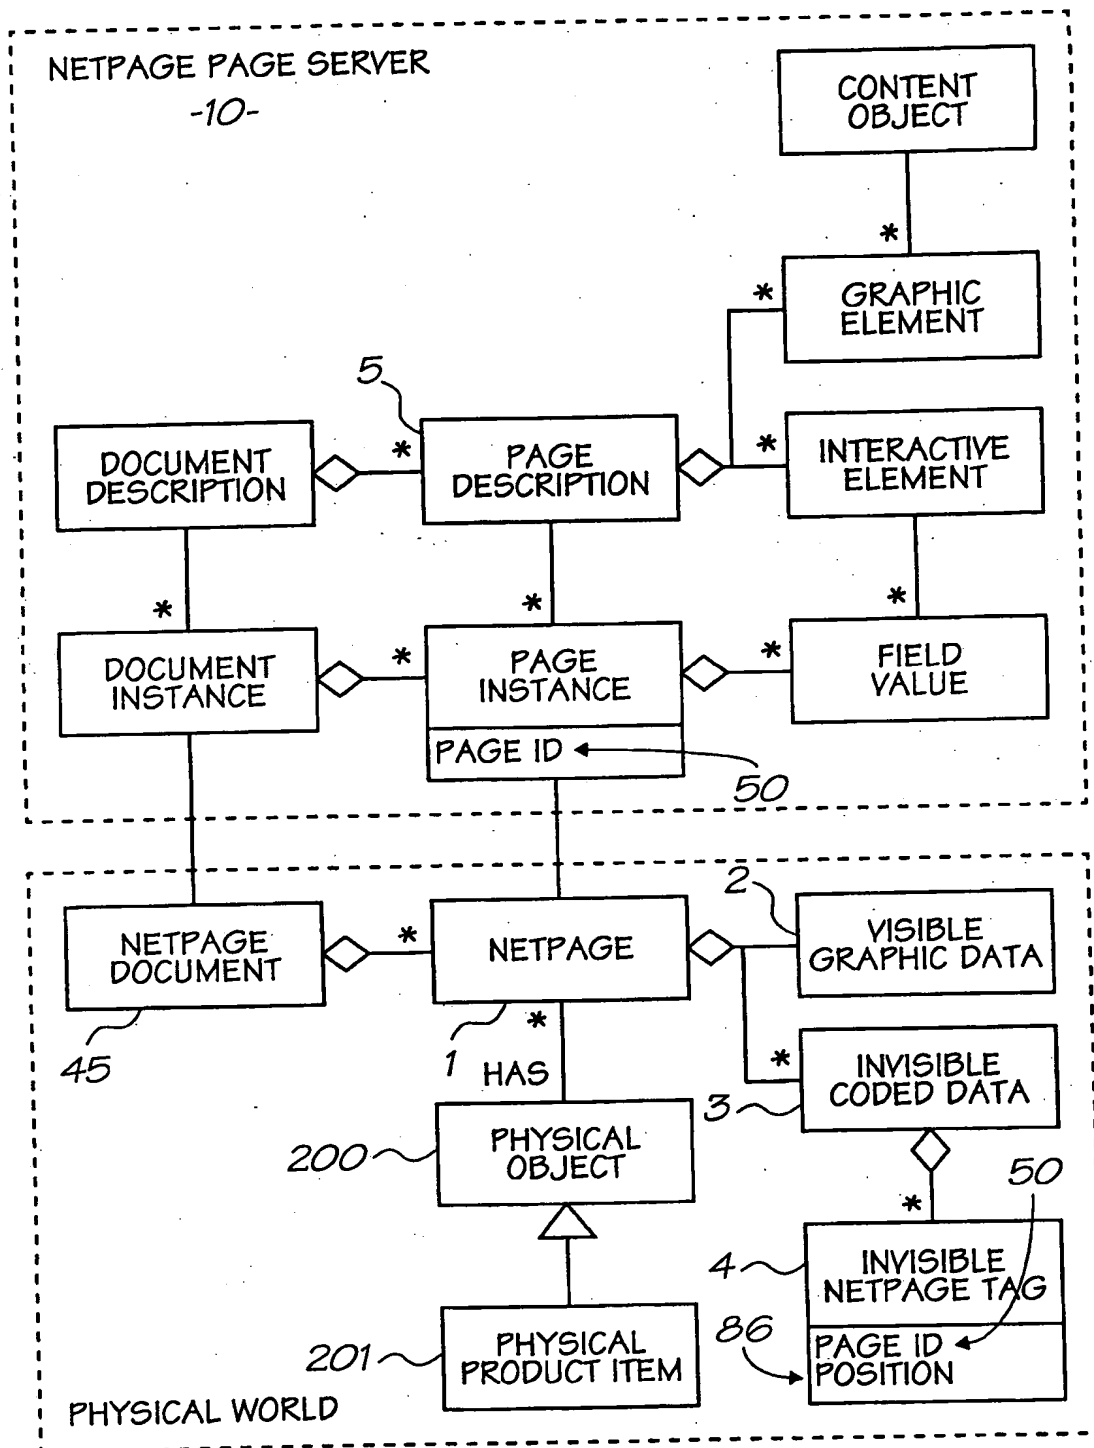 NETPAGE PAGE SERVER
-10-
CONTENT
OBJECT
*
*
GRAPHIC
ELEMENT
5
DOCUMENT
DESCRIPTION
*
PAGE
DESCRIPTION
*
INTERACTIVE
ELEMENT
*
*
*
DOCUMENT
INSTANCE
*
PAGE
INSTANCE
*
FIELD
VALUE
PAGE ID
50
NETPAGE
DOCUMENT
*
NETPAGE
2
VISIBLE
GRAPHIC DATA
45
1
*
HAS
*
INVISIBLE
CODED DATA
3
200
PHYSICAL
OBJECT
50
*
4
INVISIBLE
NETPAGE TAG
86
PAGE ID
POSITION
201
PHYSICAL
PRODUCT ITEM
PHYSICAL WORLD